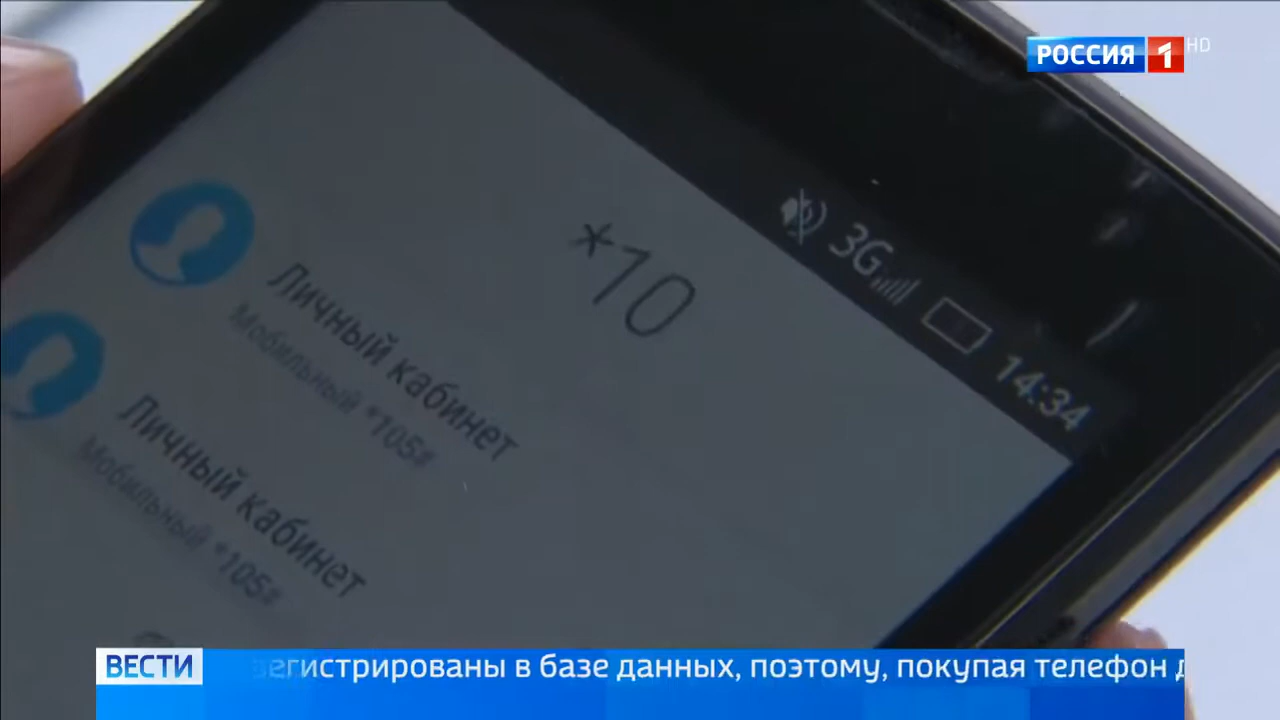 РОССИЯ 1 HD
3G 14:34
*10
Личный кабинет
Мобильный *105#
Личный кабинет
Мобильный *105#
ВЕСТИ
егистрированы в базе данных, поэтому, покупая телефон